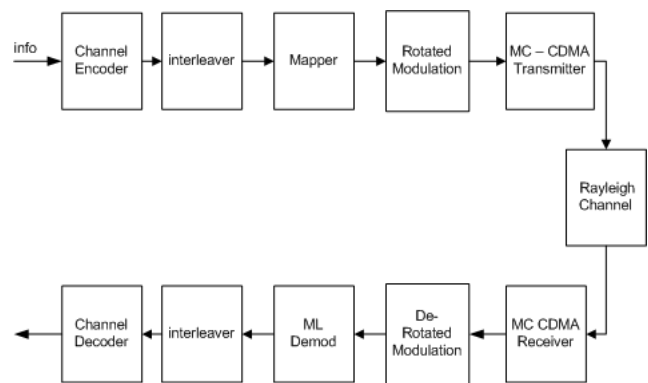 info
Channel
Encoder
interleaver
Mapper
Rotated
Modulation
MC – CDMA
Transmitter
Rayleigh
Channel
MC CDMA
Receiver
De-
Rotated
Modulation
ML
Demod
interleaver
Channel
Decoder